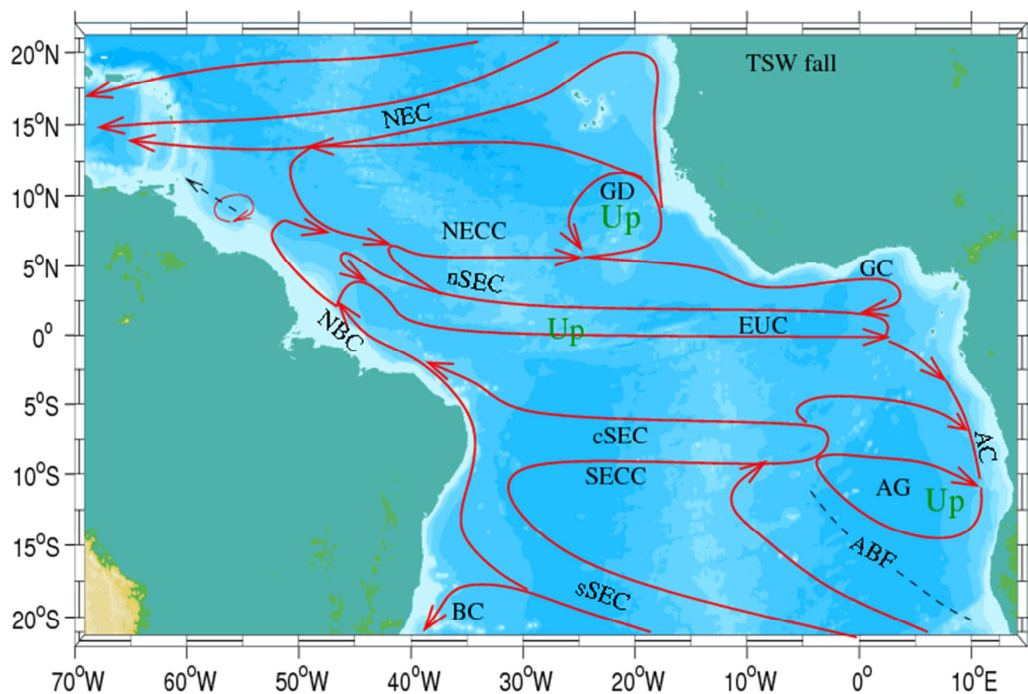 20°N
TSW fall
NEC
15°N
10°N
GD
Up
NECC
5°N
nSEC
GC
0°
NBC
Up
EUC
5°S
cSEC
AC
SECC
10°S
AG
Up
15°S
ABF
sSEC
20°S
BC
70°W 60°W 50°W 40°W 30°W 20°W 10°W 0° 10°E